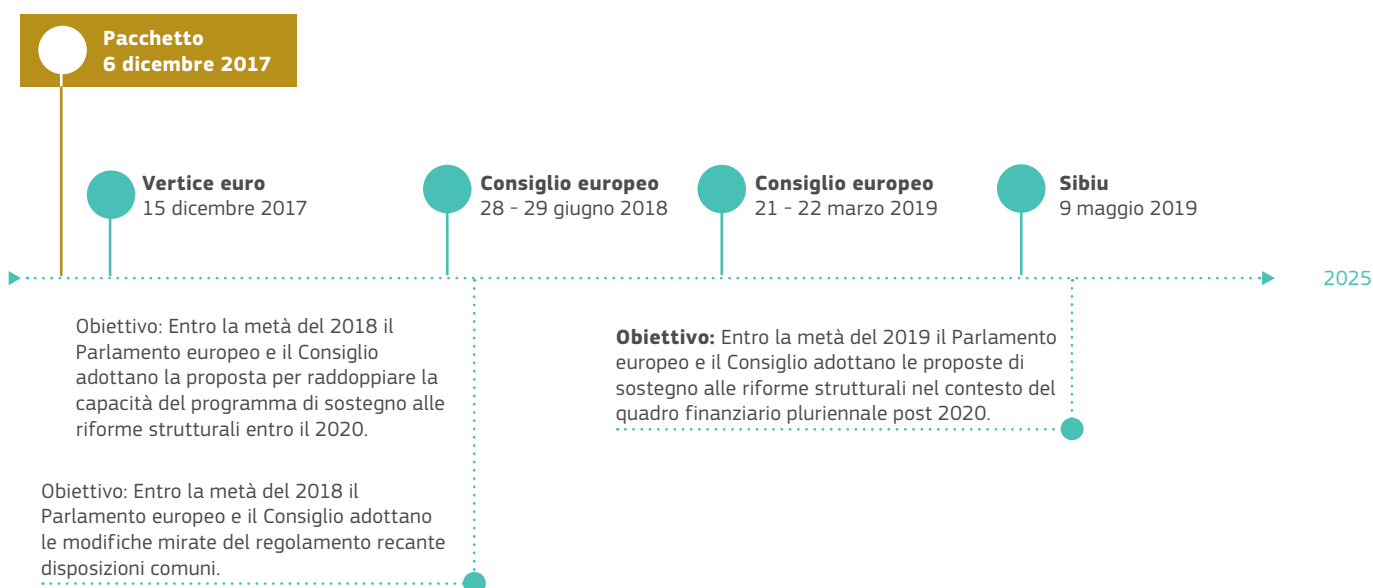 Pacchetto
6 dicembre 2017
Vertice euro
15 dicembre 2017
Consiglio europeo
28 - 29 giugno 2018
Consiglio europeo
21 - 22 marzo 2019
Sibiu
9 maggio 2019
2025
Obiettivo: Entro la metà del 2018 il
Parlamento europeo e il Consiglio
adottano la proposta per raddoppiare la
capacità del programma di sostegno alle
riforme strutturali entro il 2020.
Obiettivo: Entro la metà del 2019 il Parlamento
europeo e il Consiglio adottano le proposte di
sostegno alle riforme strutturali nel contesto del
quadro finanziario pluriennale post 2020.
Obiettivo: Entro la metà del 2018 il
Parlamento europeo e il Consiglio adottano
le modifiche mirate del regolamento recante
disposizioni comuni.